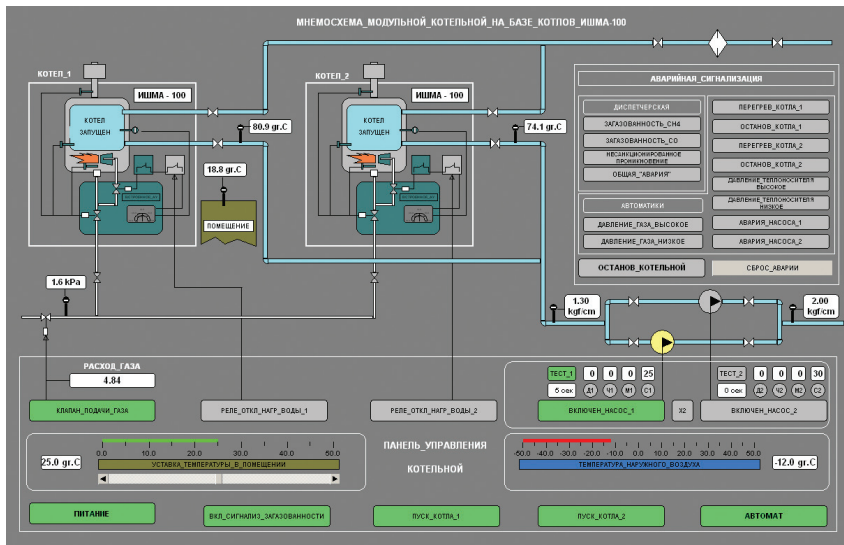 МНЕМОСХЕМА_МОДУЛЬНОЙ_КОТЕЛЬНОЙ_НА_БАЗЕ_КОТЛОВ_ИШМА-100
КОТЕЛ_1
ИШМА - 100
КОТЕЛ
ЗАПУЩЕН
80.9 gr.C
18.8 gr.C
ПОМЕЩЕНИЕ
КОТЕЛ_2
ИШМА - 100
КОТЕЛ
ЗАПУЩЕН
74.1 gr.C
АВАРИЙНАЯ_СИГНАЛИЗАЦИЯ
ДИСПЕТЧЕРСКАЯ
ЗАГАЗОВАННОСТЬ_CH4
ЗАГАЗОВАННОСТЬ_CO
НЕСАНКЦИОНИРОВАННОЕ
ПРОНИКНОВЕНИЕ
ОБЩАЯ_"АВАРИЯ"
АВТОМАТИКИ
ДАВЛЕНИЕ_ГАЗА_ВЫСОКОЕ
ДАВЛЕНИЕ_ГАЗА_НИЗКОЕ
ПЕРЕГРЕВ_КОТЛА_1
ОСТАНОВ_КОТЛА_1
ПЕРЕГРЕВ_КОТЛА_2
ОСТАНОВ_КОТЛА_2
ДАВЛЕНИЕ_ТЕПЛОНОСИТЕЛЯ
ВЫСОКОЕ
ДАВЛЕНИЕ_ТЕПЛОНОСИТЕЛЯ
НИЗКОЕ
АВАРИЯ_НАСОСА_1
АВАРИЯ_НАСОСА_2
ОСТАНОВ_КОТЕЛЬНОЙ
СБРОС_АВАРИИ
1.6 kPa
1.30
kgf/cm
2.00
kgf/cm
РАСХОД_ГАЗА
4.84
КЛАПАН_ПОДАЧИ_ГАЗА
РЕЛЕ_ОТКЛ_НАГР_ВОДЫ_1
РЕЛЕ_ОТКЛ_НАГР_ВОДЫ_2
ТЕСТ_1 0 0 0 25
5 сек Д1 Ч1 М1 С1
ВКЛЮЧЕН_НАСОС_1
X2
ТЕСТ_2 0 0 0 30
0 сек Д2 Ч2 М2 С2
ВКЛЮЧЕН_НАСОС_2
25.0 gr.C
0.0 10.0 20.0 30.0 40.0 50.0
УСТАВКА_ТЕМПЕРАТУРЫ_В_ПОМЕЩЕНИИ
ПАНЕЛЬ_УПРАВЛЕНИЯ
КОТЕЛЬНОЙ
-50.0 -40.0 -30.0 -20.0 -10.0 0.0 10.0 20.0 30.0 40.0 50.0
ТЕМПЕРАТУРА_НАРУЖНОГО_ВОЗДУХА
-12.0 gr.C
ПИТАНИЕ
ВКЛ_СИГНАЛИЗ_ЗАГАЗОВАННОСТИ
ПУСК_КОТЛА_1
ПУСК_КОТЛА_2
АВТОМАТ